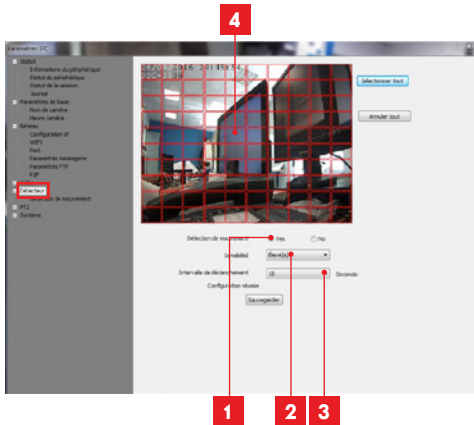 4
Paramètres IPC
Statut
Informations du périphérique
Statut du périphérique
Statut de la session
Journal
Paramètres de base
Nom de caméra
Heure caméra
Réseau
Configuration IP
WIFI
Port
Paramètres messagerie
Paramètres FTP
P2P
Détecteur
Détection de mouvement
PTZ
Système
Sélectionner tout
Annuler tout
Détection de mouvement
Yes
No
Sensibilité
Élevé(e)
Intervalle de déclenchement
15
Seconde
Configuration réussie
Sauvegarder
1
2
3